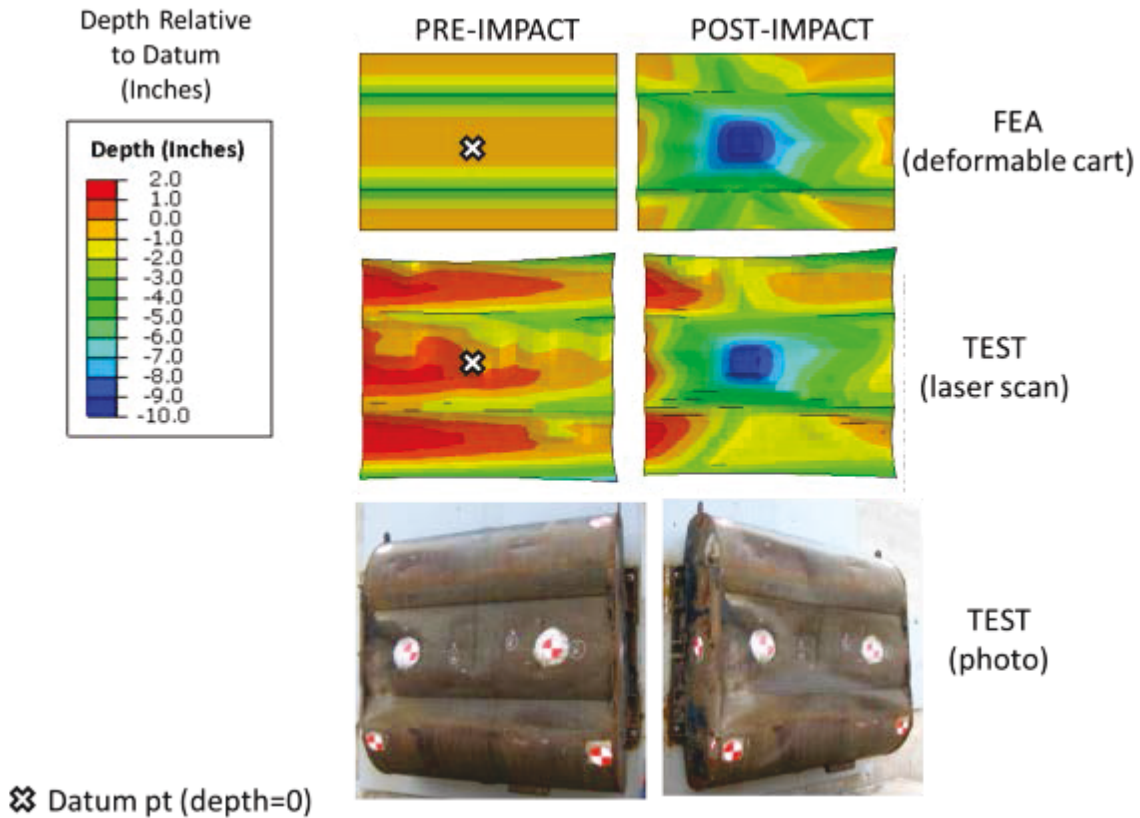 Depth Relative
to Datum
(Inches)
PRE-IMPACT
POST-IMPACT
Depth (Inches)
2.0
1.0
0.0
-1.0
-2.0
-3.0
-4.0
-5.0
-6.0
-7.0
-8.0
-9.0
-10.0
FEA
(deformable cart)
TEST
(laser scan)
TEST
(photo)
Datum pt (depth=0)